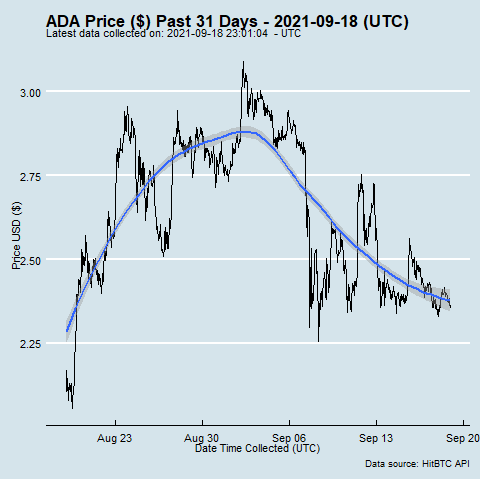 ADA Price ($) Past 31 Days - 2021-09-18 (UTC)
Latest data collected on: 2021-09-18 23:01:04 - UTC
3.00
2.75
2.50
2.25
Price USD ($)
Aug 23 Aug 30 Sep 06 Sep 13 Sep 20
Date Time Collected (UTC)
Data source: HitBTC API